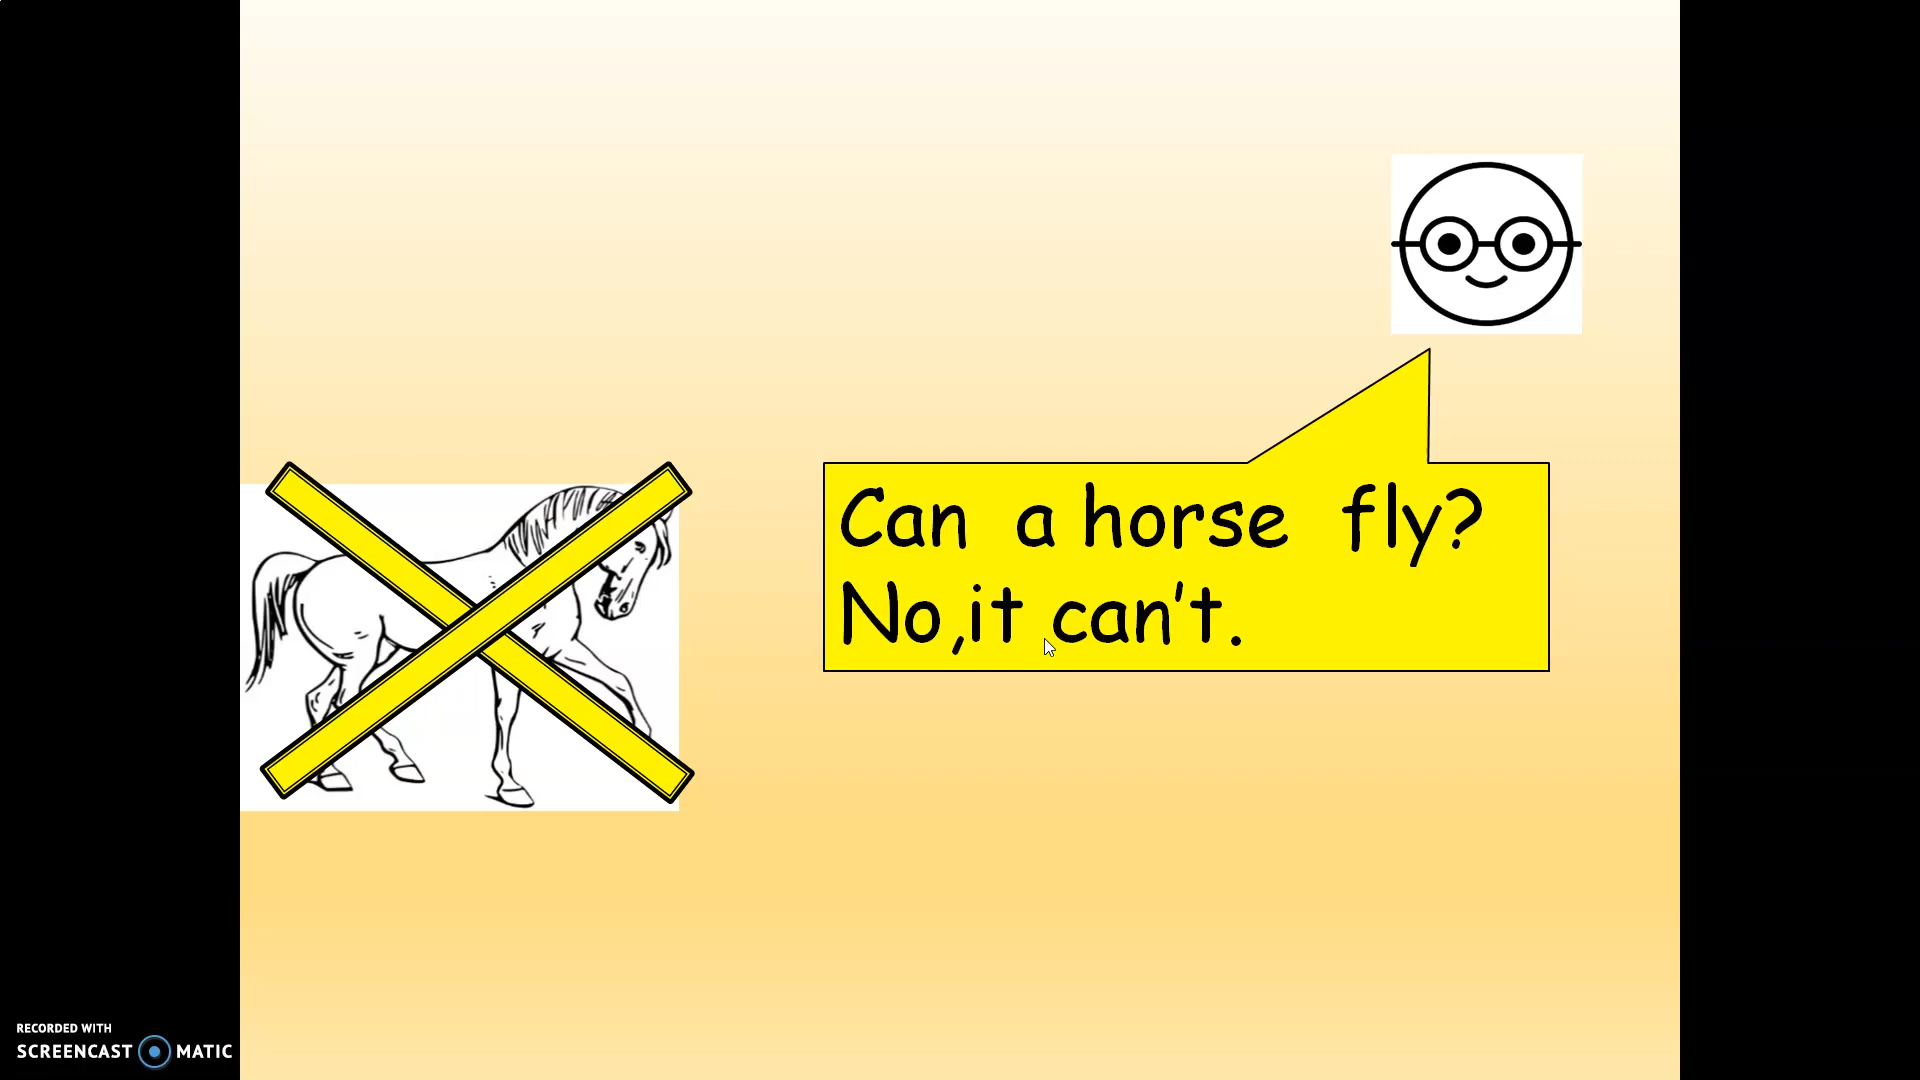 Can a horse fly?
No,it can't.
RECORDED WITH
SCREENCAST MATIC